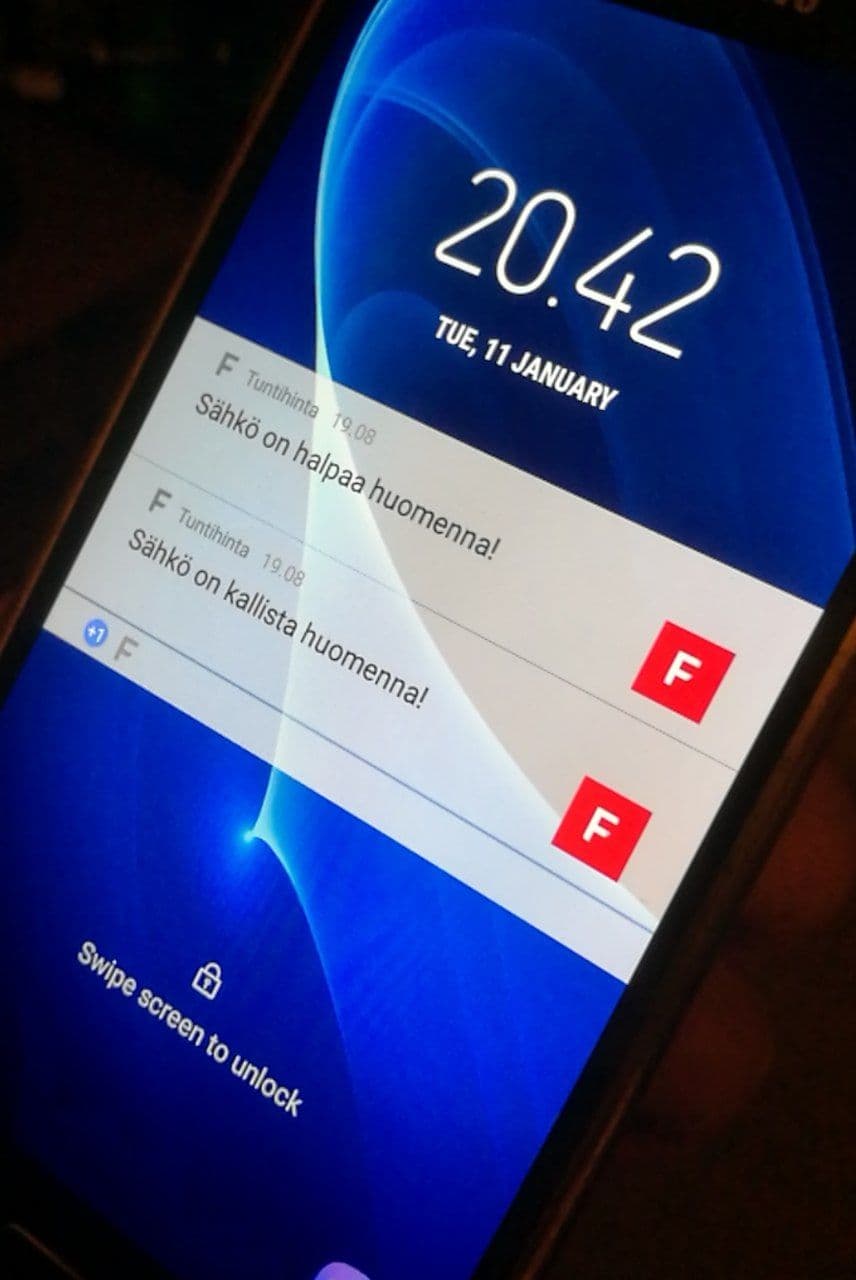 20.42
TUE, 11 JANUARY
F Tuntihinta 19.08
Sähkö on halpaa huomenna!
F
F Tuntihinta 19.08
Sähkö on kallista huomenna!
F
+1 F
Swipe screen to unlock